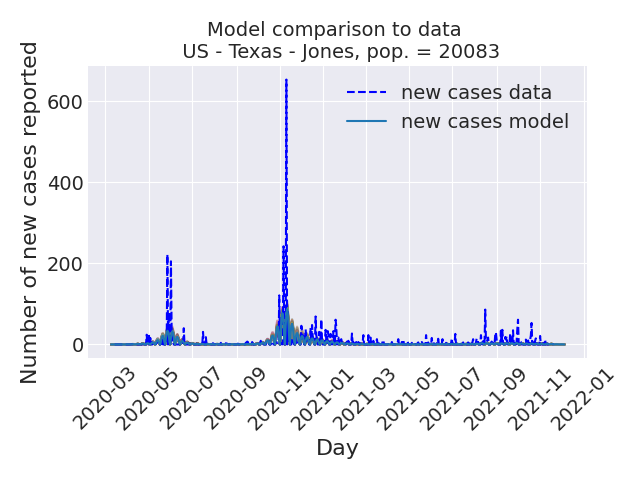 Model comparison to data
US - Texas - Jones, pop. = 20083
Number of new cases reported
600
400
200
0
new cases data
new cases model
2020-03
2020-05
2020-07
2020-09
2020-11
2021-01
2021-03
2021-05
2021-07
2021-09
2021-11
2022-01
Day